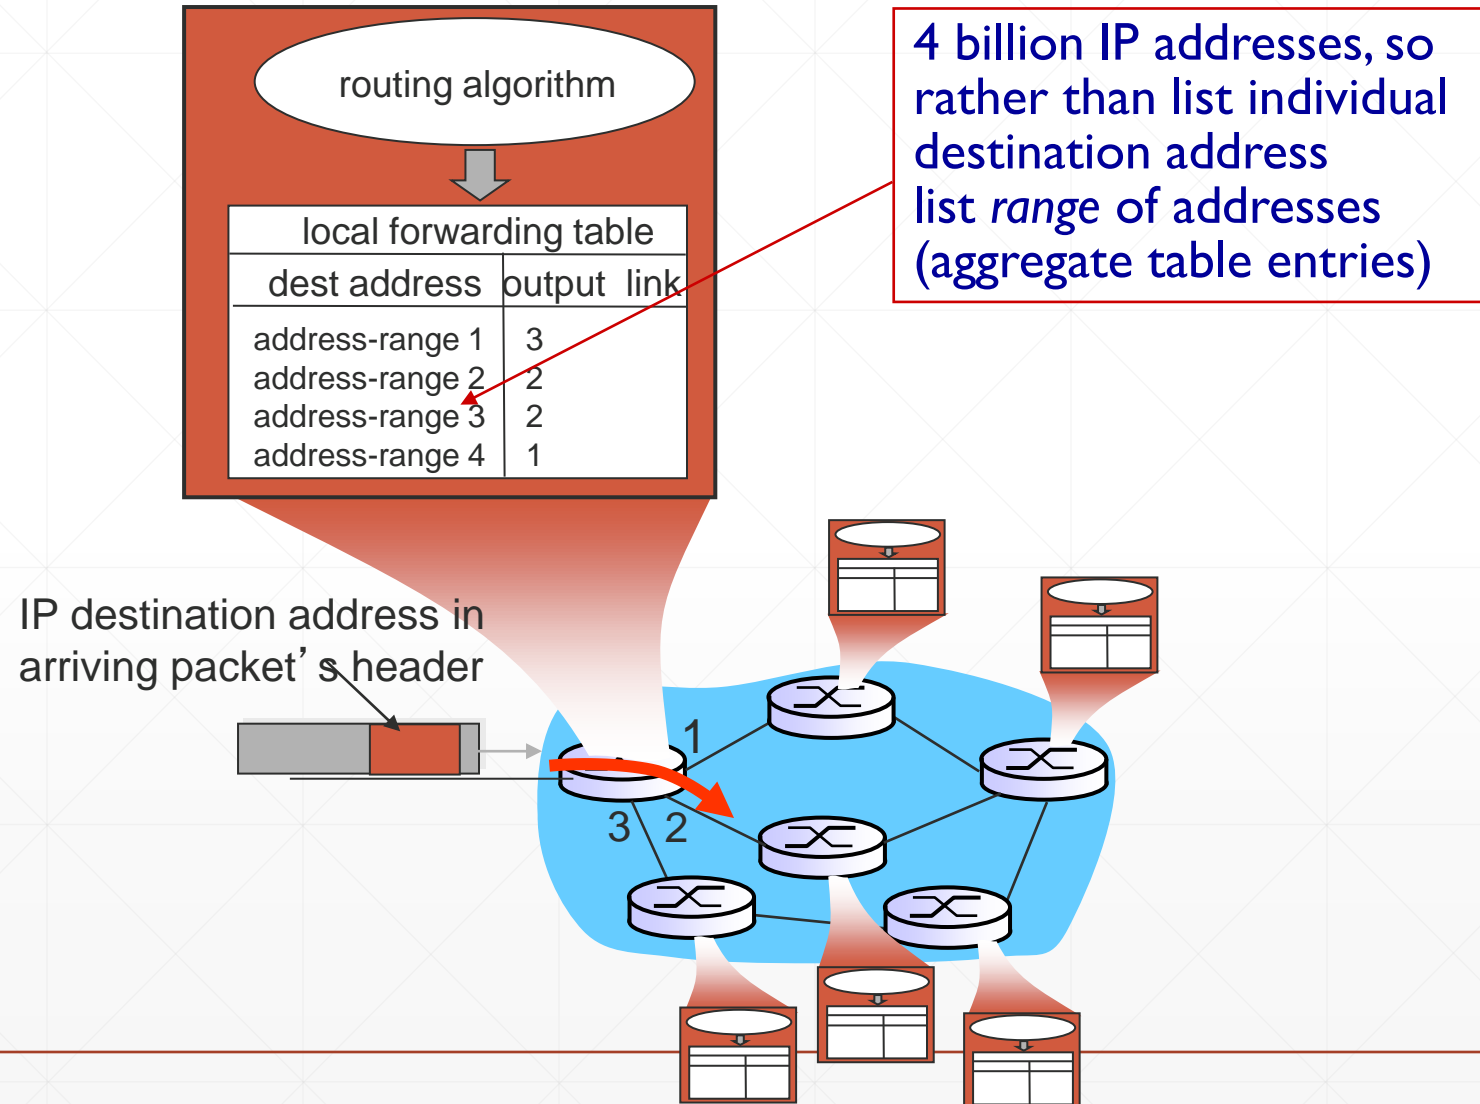 routing algorithm
local forwarding table
dest address output link
address-range 1 3
address-range 2 2
address-range 3 2
address-range 4 1
4 billion IP addresses, so
rather than list individual
destination address
list range of addresses
(aggregate table entries)
IP destination address in
arriving packet’s header
1
3 2